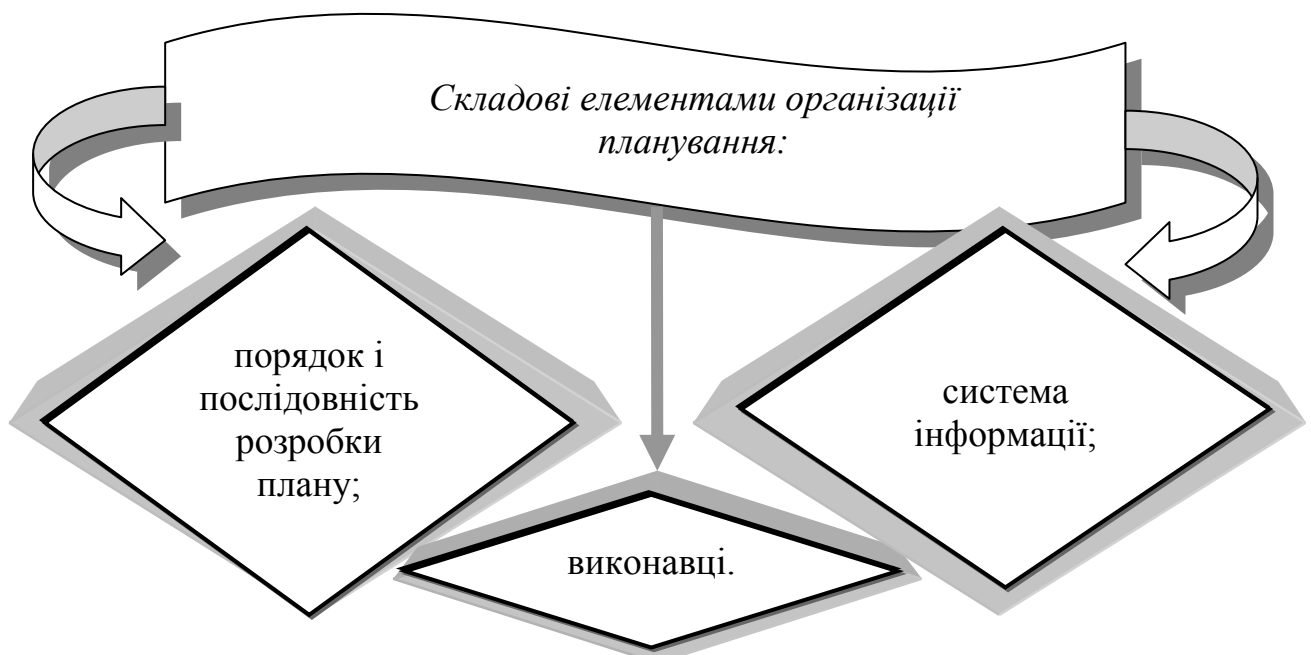 Складові елементами організації
планування:
порядок і
послідовність
розробки
плану;
система
інформації;
виконавці.